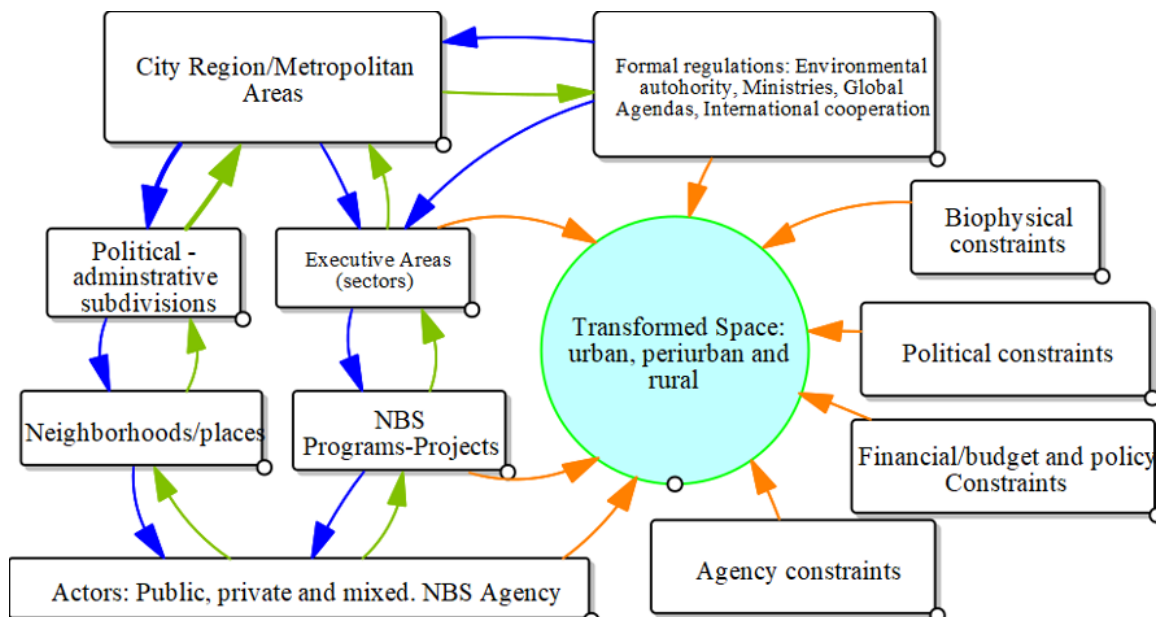 City Region/Metropolitan
Areas
Formal regulations: Environmental
autohority, Ministries, Global
Agendas, International cooperation
Biophysical
constraints
Political -
adminstrative
subdivisions
Executive Areas
(sectors)
Transformed Space:
urban, periurban and
rural
Political constraints
Neighborhoods/places
NBS
Programs-Projects
Financial/budget and policy
Constraints
Agency constraints
Actors: Public, private and mixed. NBS Agency